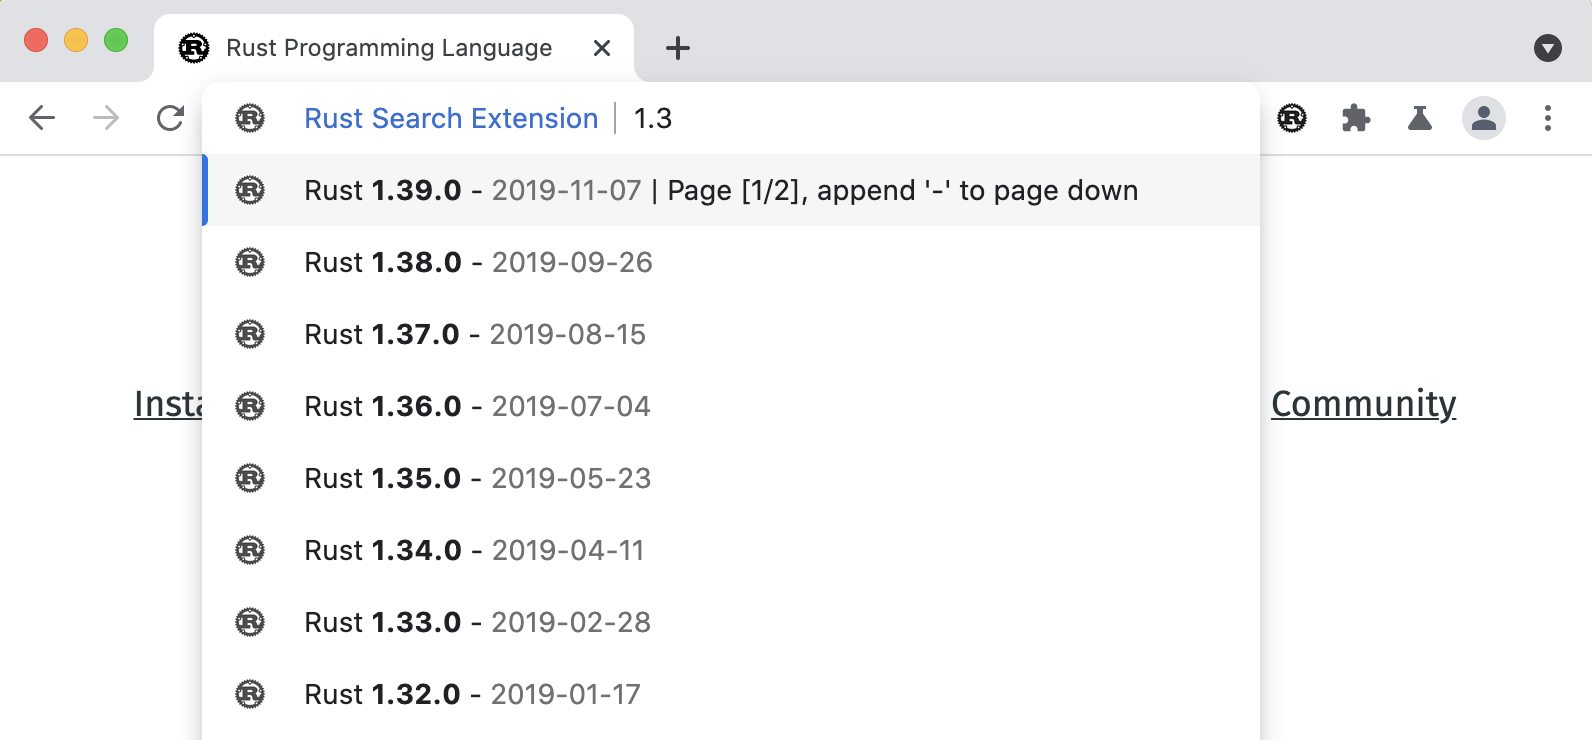 Rust Programming Language
Rust Search Extension | 1.3
Rust 1.39.0 - 2019-11-07 | Page [1/2], append '-' to page down
Rust 1.38.0 - 2019-09-26
Rust 1.37.0 - 2019-08-15
Rust 1.36.0 - 2019-07-04
Insta
Community
Rust 1.35.0 - 2019-05-23
Rust 1.34.0 - 2019-04-11
Rust 1.33.0 - 2019-02-28
Rust 1.32.0 - 2019-01-17